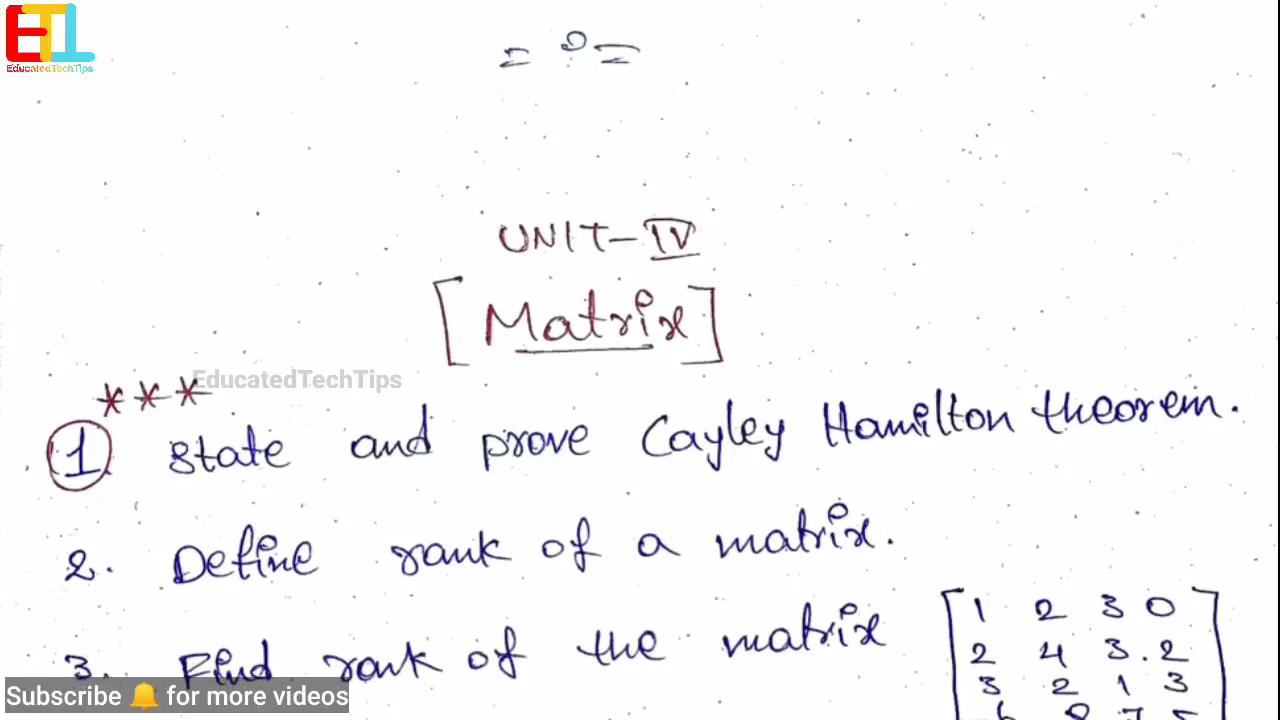 ETL
EducatedTechTips
UNIT-IV
[Matrix]
EducatedTechTips
***
1 State and prove Cayley Hamilton theorem.
2. Define rank of a matrix.
3. Find rank of the matrix
1 2 3 0
2 4 3.2
3 2 1 3
Subscribe 🔔 for more videos